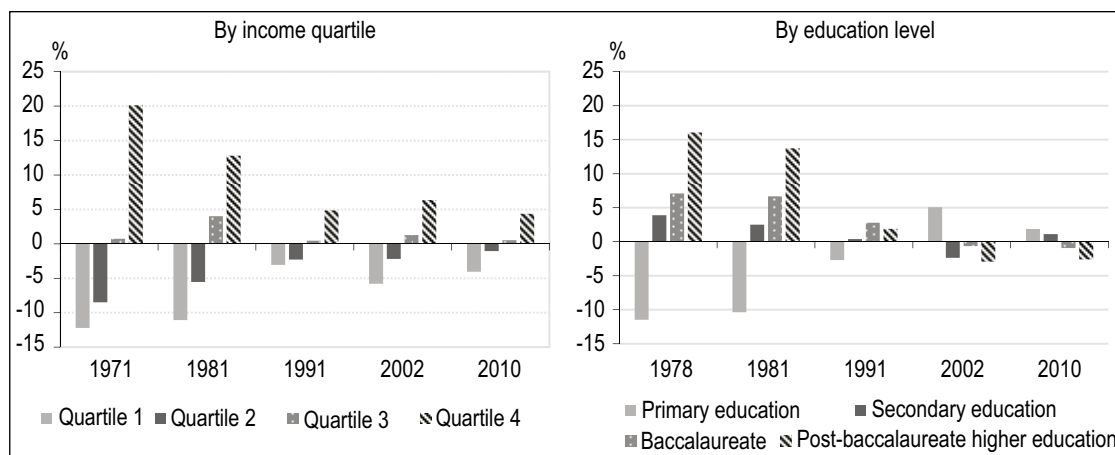 By income quartile
%
25
20
15
10
5
0
-5
-10
-15
1971 1981 1991 2002 2010
Quartile 1 Quartile 2 Quartile 3 Quartile 4
By education level
%
25
20
15
10
5
0
-5
-10
-15
1978 1981 1991 2002 2010
Primary education Secondary education
Baccalaureate Post-baccalaureate higher education